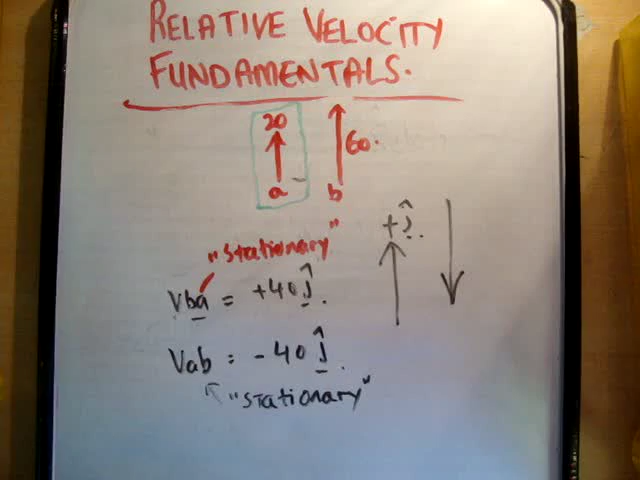 RELATIVE VELOCITY
FUNDAMENTALS.
20
60.
a
b
"stationary"
+ĵ.
Vba = +40ĵ.
Vab = -40ĵ.
"stationary"